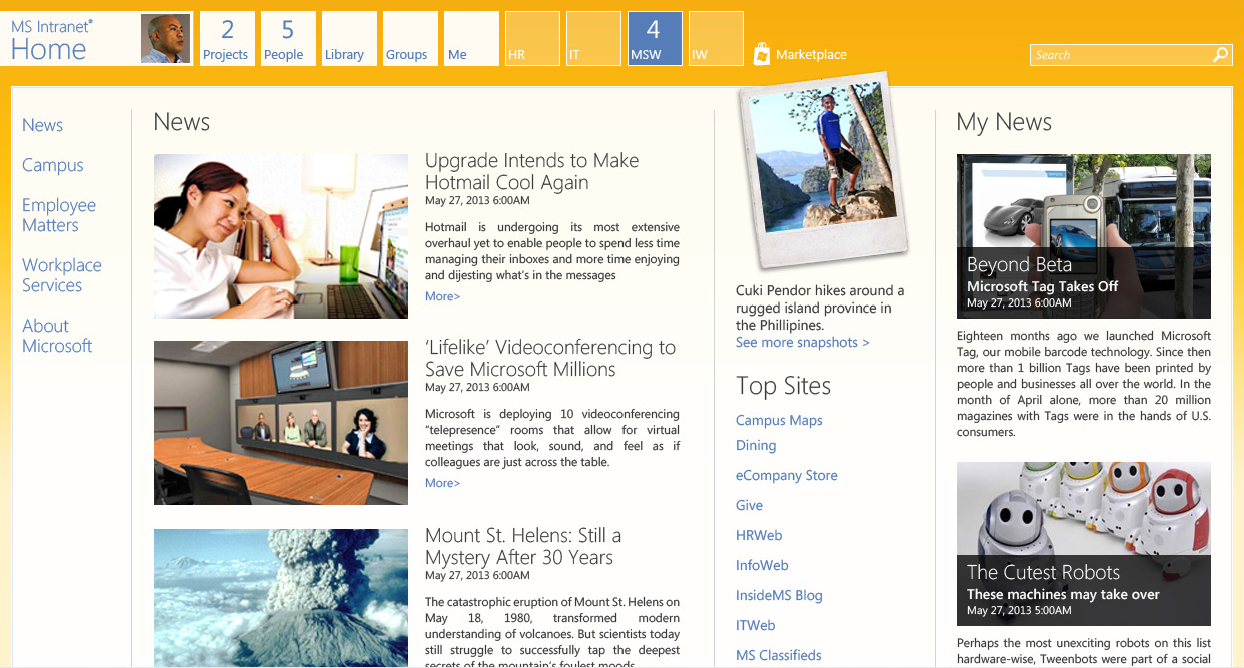 MS Intranet®
Home
2
Projects
5
People
Library
Groups
Me
HR
IT
4
MSW
IW
Marketplace
Search
News
Campus
Employee
Matters
Workplace
Services
About
Microsoft
News
Upgrade Intends to Make
Hotmail Cool Again
May 27, 2013 6:00AM
Hotmail is undergoing its most extensive
overhaul yet to enable people to spend less time
managing their inboxes and more time enjoying
and dijesting what's in the messages
More>
‘Lifelike’ Videoconferencing to
Save Microsoft Millions
May 27, 2013 6:00AM
Microsoft is deploying 10 videoconferencing
“telepresence” rooms that allow for virtual
meetings that look, sound, and feel as if
colleagues are just across the table.
More>
Mount St. Helens: Still a
Mystery After 30 Years
May 27, 2013 6:00AM
The catastrophic eruption of Mount St. Helens on
May 18, 1980, transformed modern
understanding of volcanoes. But scientists today
still struggle to successfully tap the deepest
secrets of the mountain's foulest moods
Cuki Pendor hikes around a
rugged island province in
the Phillipines.
See more snapshots >
Top Sites
Campus Maps
Dining
eCompany Store
Give
HRWeb
InfoWeb
InsideMS Blog
ITWeb
MS Classifieds
My News
Beyond Beta
Microsoft Tag Takes Off
May 27, 2013 6:00AM
Eighteen months ago we launched Microsoft
Tag, our mobile barcode technology. Since then
more than 1 billion Tags have been printed by
people and businesses all over the world. In the
month of April alone, more than 20 million
magazines with Tags were in the hands of U.S.
consumers.
The Cutest Robots
These machines may take over
May 27, 2013 5:00AM
Perhaps the most unexciting robots on this list
hardware-wise, Tweenbots were part of a social